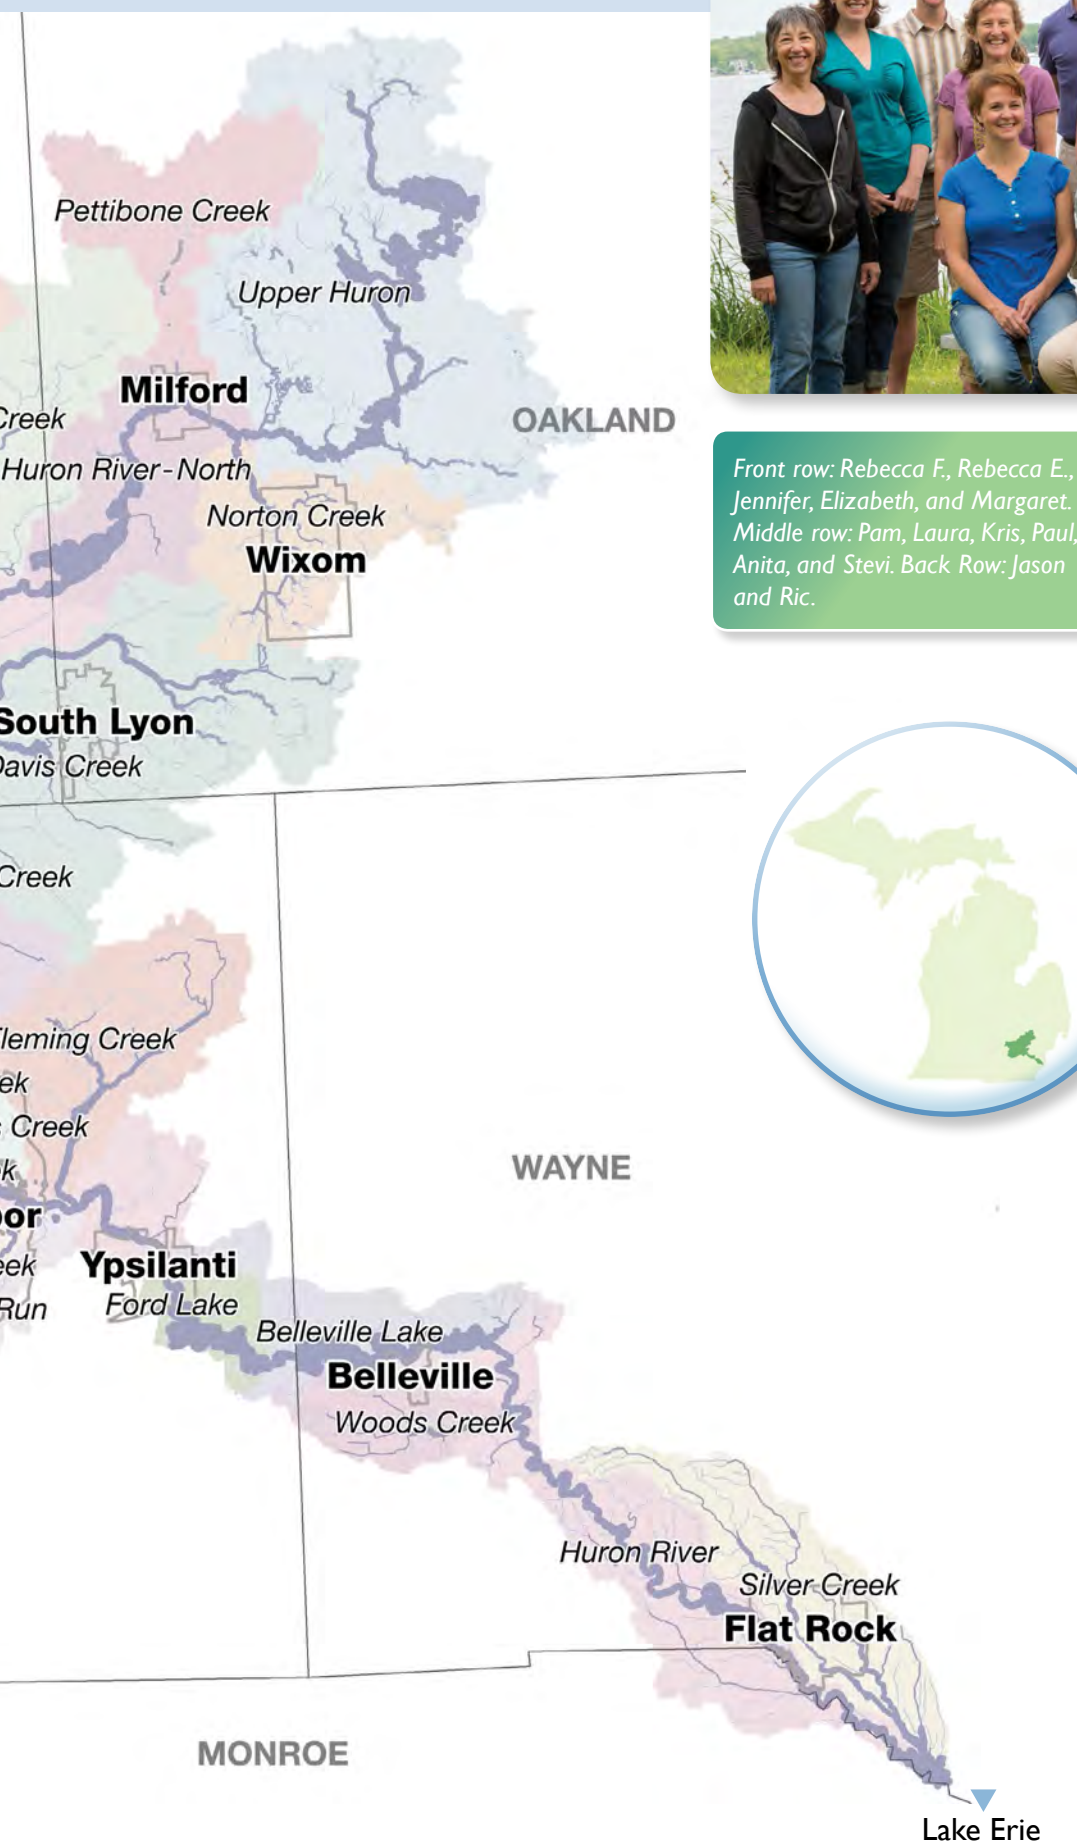 Pettibone Creek
Upper Huron
Milford
Creek
OAKLAND
Huron River-North
Norton Creek
Wixom
South Lyon
Davis Creek
Creek
Fleming Creek
Creek
WAYNE
Ypsilanti
Ford Lake
Run
Belleville Lake
Belleville
Woods Creek
Huron River
Silver Creek
Flat Rock
MONROE
Lake Erie
Front row: Rebecca F., Rebecca E.,
Jennifer, Elizabeth, and Margaret.
Middle row: Pam, Laura, Kris, Paul,
Anita, and Stevi. Back Row: Jason
and Ric.